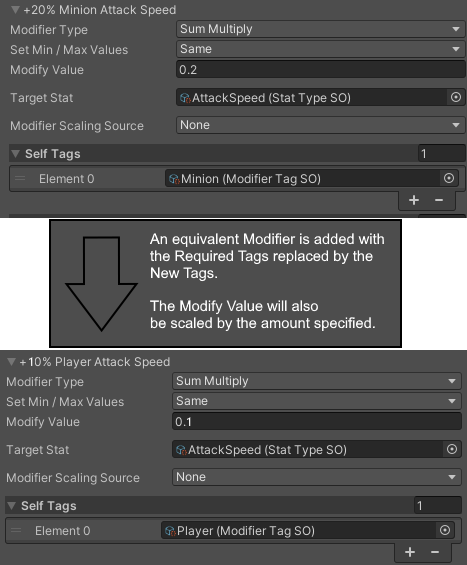 +20% Minion Attack Speed
Modifier Type Sum Multiply
Set Min / Max Values Same
Modify Value 0.2
Target Stat AttackSpeed (Stat Type SO)
Modifier Scaling Source None
Self Tags 1
Element 0 Minion (Modifier Tag SO)
+ −
An equivalent Modifier is added with
the Required Tags replaced by the
New Tags.
The Modify Value will also
be scaled by the amount specified.
+10% Player Attack Speed
Modifier Type Sum Multiply
Set Min / Max Values Same
Modify Value 0.1
Target Stat AttackSpeed (Stat Type SO)
Modifier Scaling Source None
Self Tags 1
Element 0 Player (Modifier Tag SO)
+ −